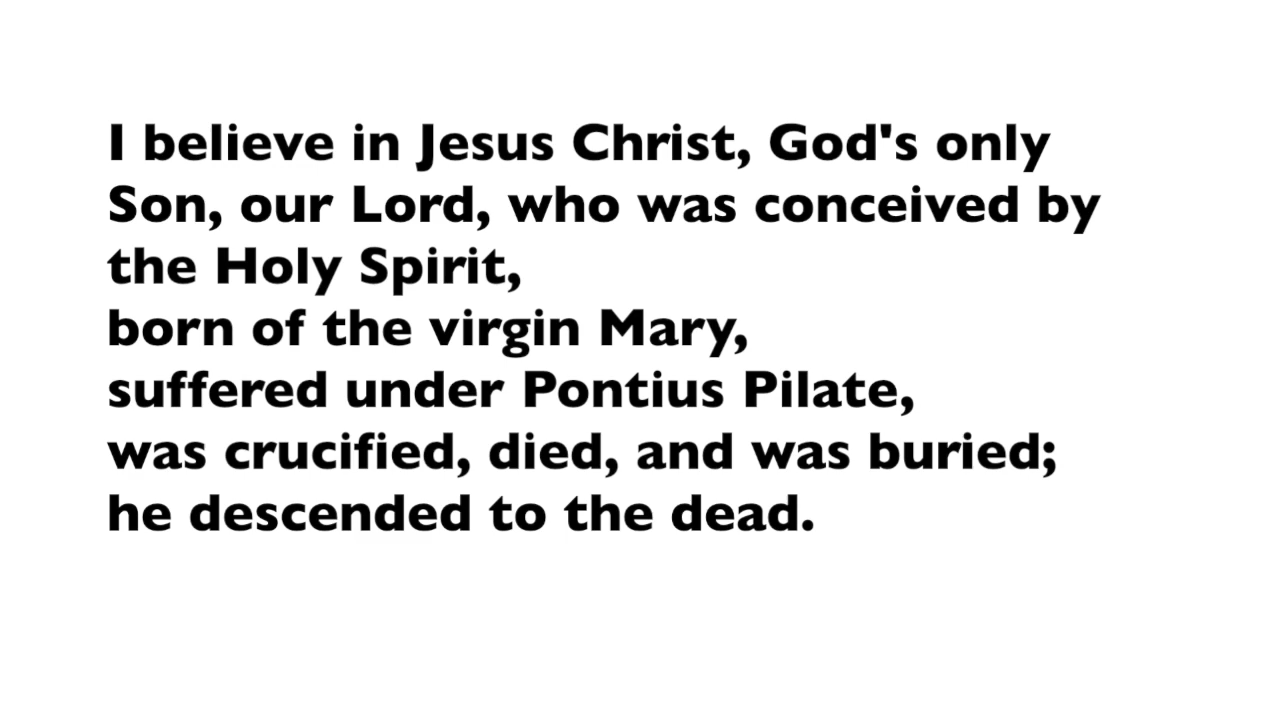 I believe in Jesus Christ, God's only
Son, our Lord, who was conceived by
the Holy Spirit,
born of the virgin Mary,
suffered under Pontius Pilate,
was crucified, died, and was buried;
he descended to the dead.